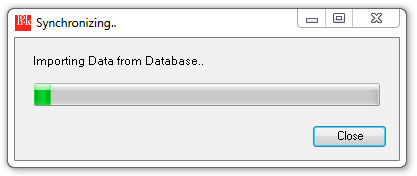 Synchronizing..
Importing Data from Database..
Close